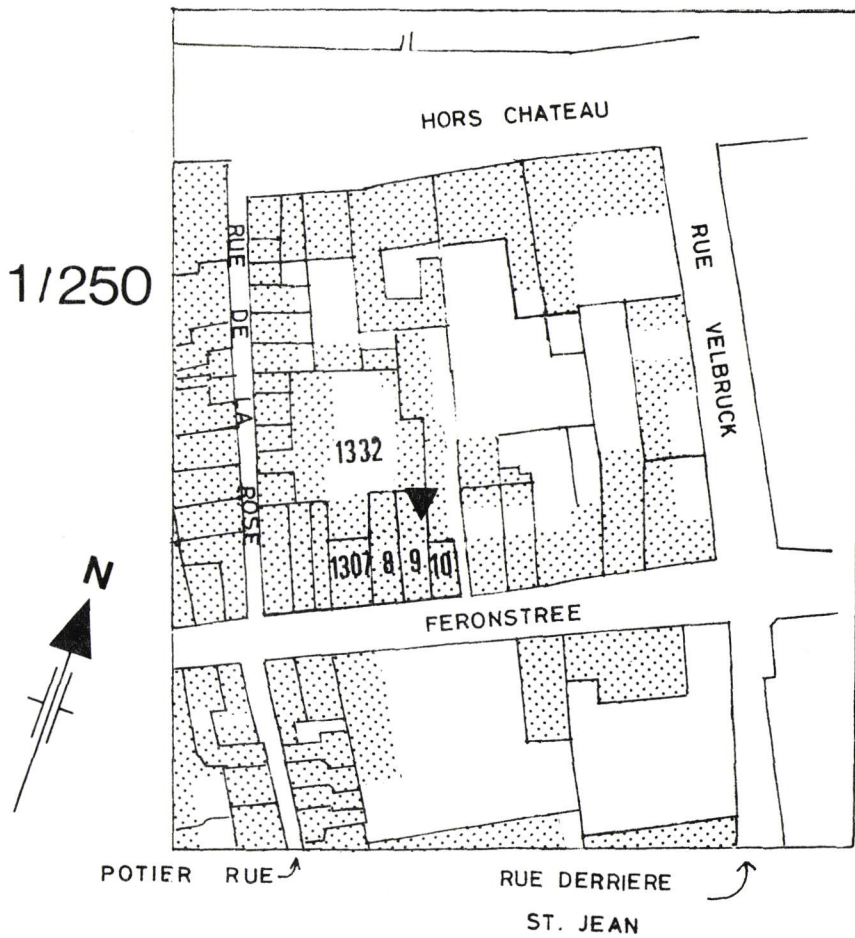 HORS CHATEAU
RUE DE LA ROSE
RUE VELBRUCK
1/250
1332
1307 8 9 10
N
FERONSTREE
POTIER RUE
RUE DERRIERE
ST. JEAN